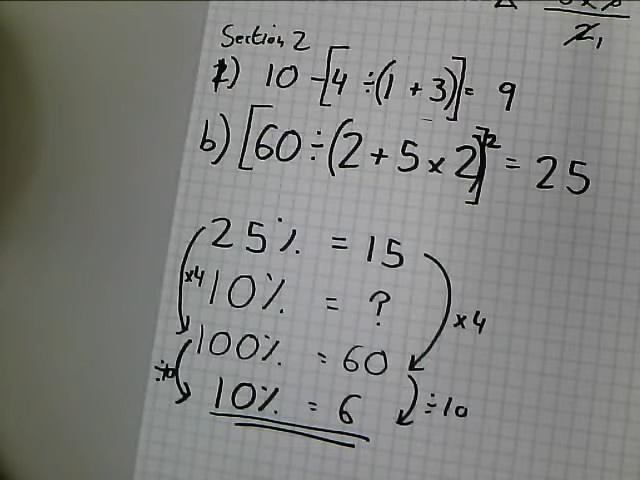 Section 2
a) 10 - [4 ÷ (1 + 3)] = 9
b) [60 ÷ (2 + 5 × 2)]² = 25
25% = 15
×4
10% = ?
×4
100% = 60
÷10
10% = 6
÷10